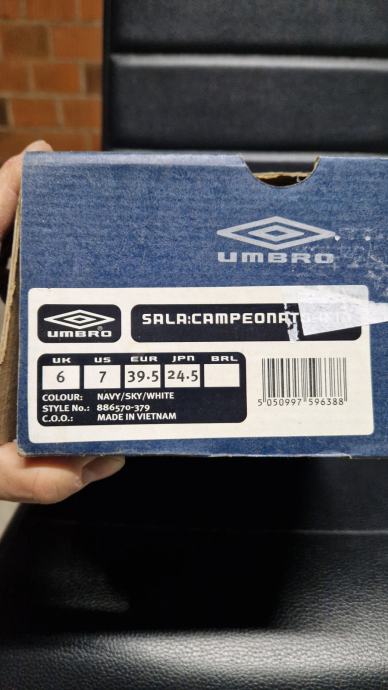 UMBRO
UMBRO
SALA:CAMPEONATO
UK US EUR JPN BRL
6 7 39.5 24.5
COLOUR: NAVY/SKY/WHITE
STYLE No.: 886570-379
C.O.O.: MADE IN VIETNAM
5 050997 596388